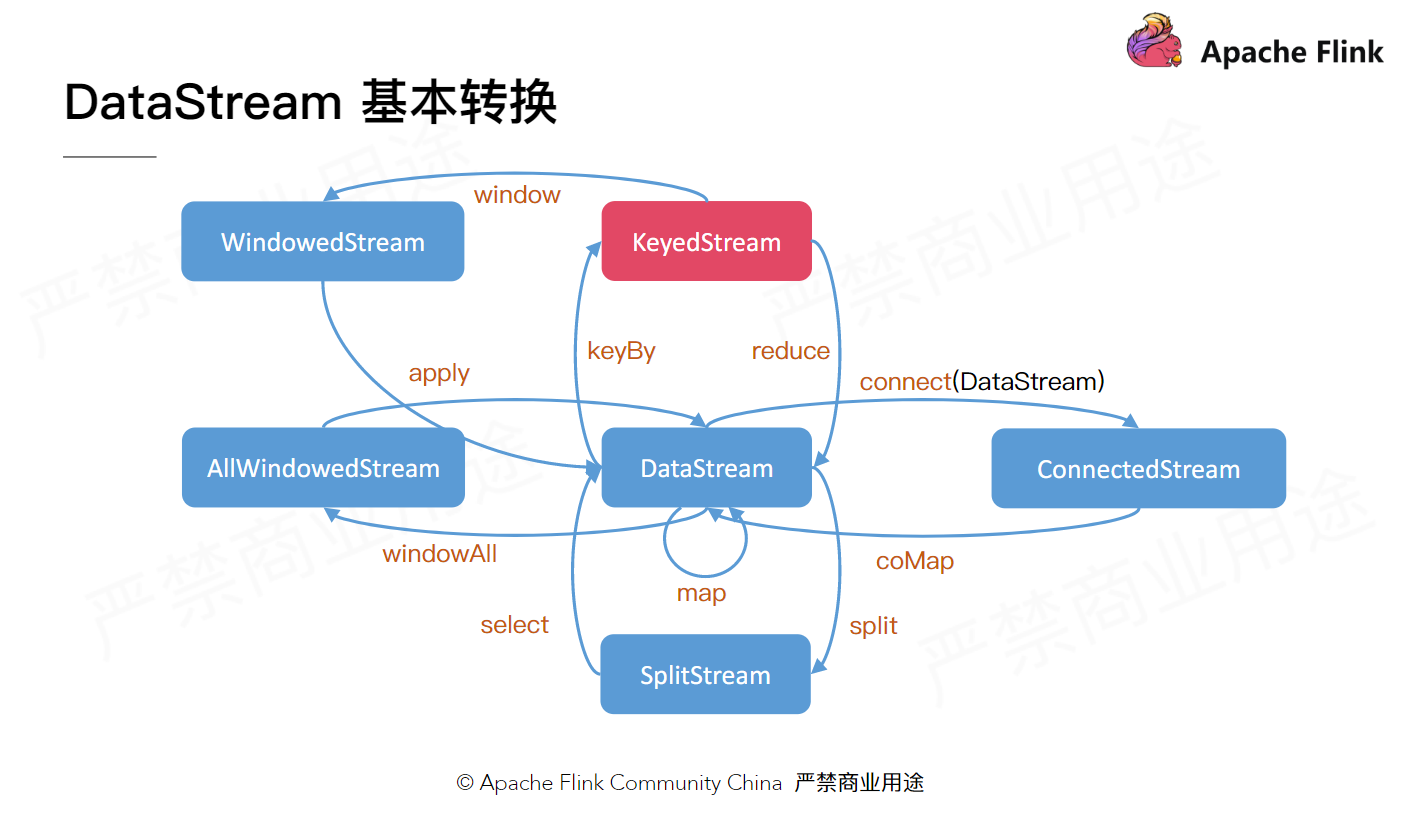 Apache Flink
DataStream 基本转换
window
WindowedStream
KeyedStream
keyBy
reduce
apply
connect(DataStream)
AllWindowedStream
DataStream
ConnectedStream
windowAll
coMap
map
select
split
SplitStream
© Apache Flink Community China 严禁商业用途
严禁商业用途
严禁商业用途
严禁商业用途
严禁商业用途